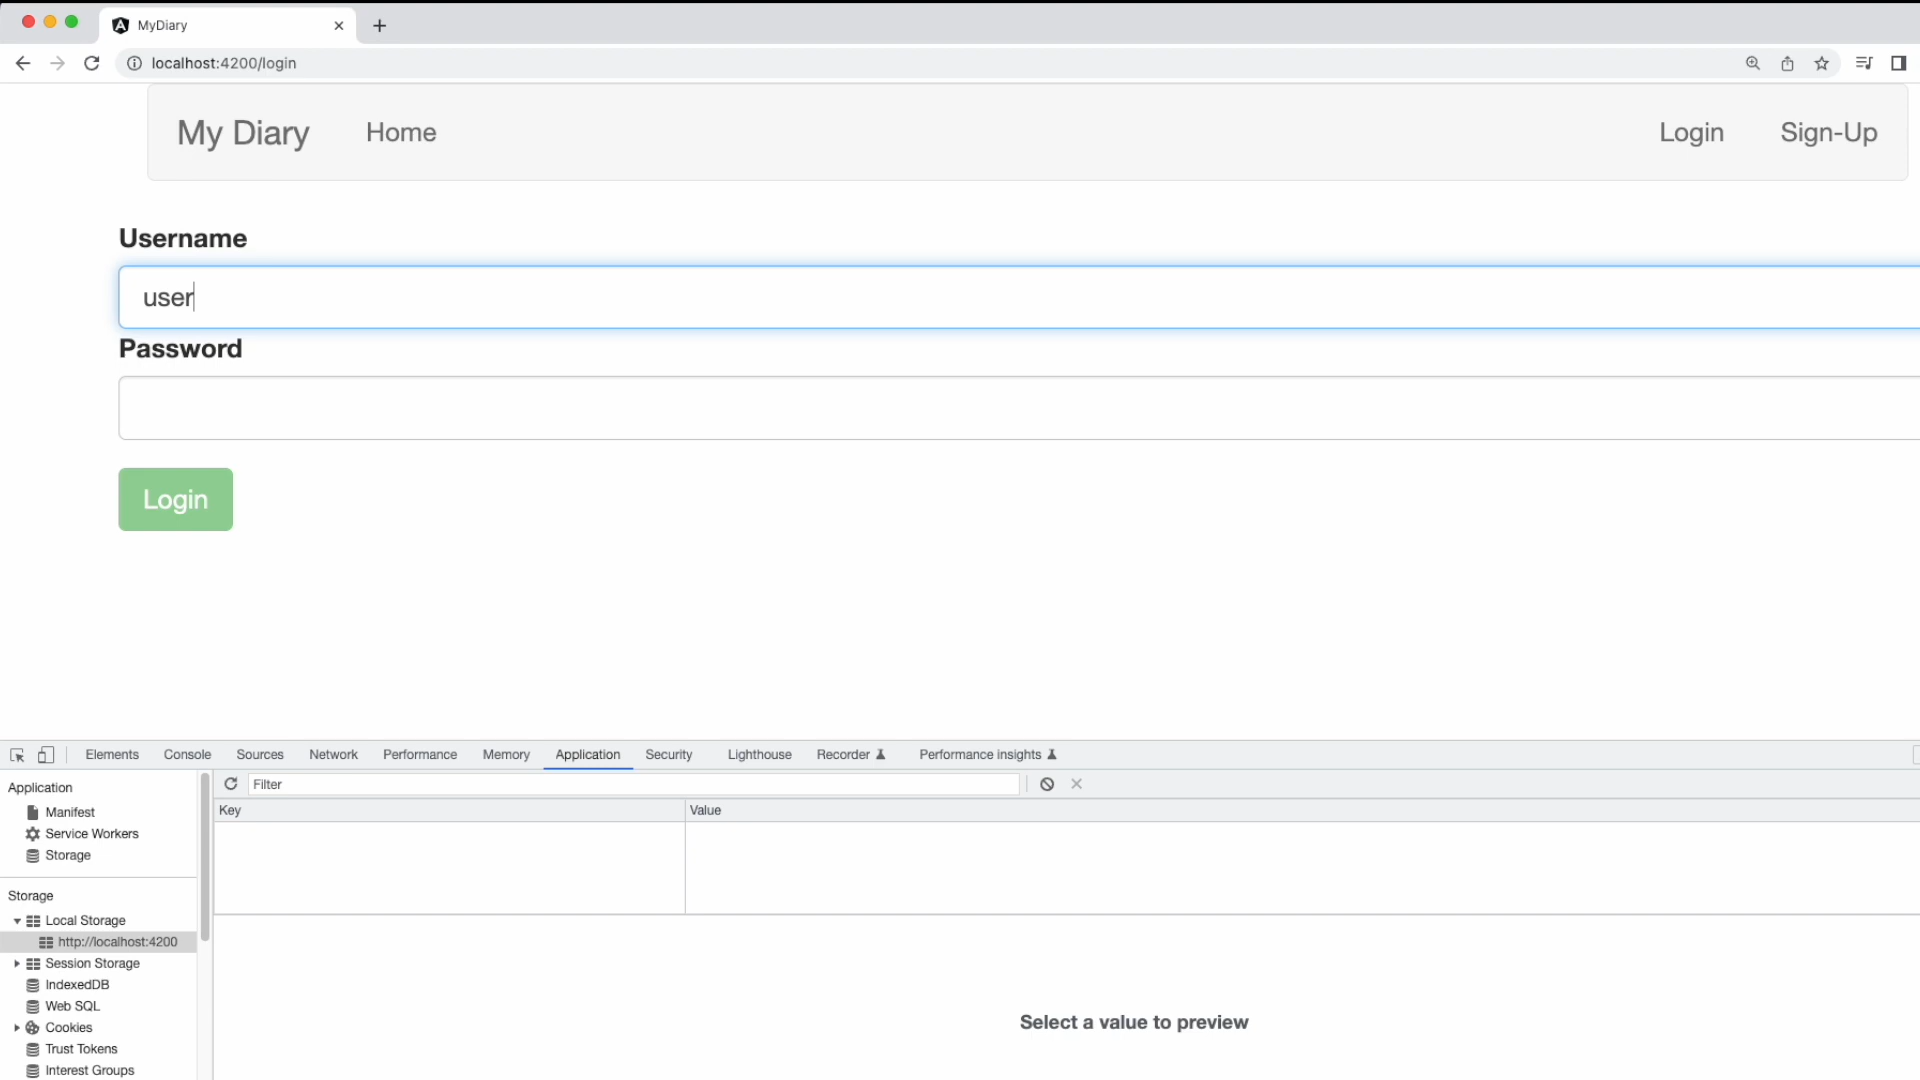 MyDiary
localhost:4200/login
My Diary Home Login Sign-Up
Username
user
Password
Login
Elements Console Sources Network Performance Memory Application Security Lighthouse Recorder Performance insights
Application
Manifest
Service Workers
Storage
Storage
Local Storage
http://localhost:4200
Session Storage
IndexedDB
Web SQL
Cookies
Trust Tokens
Interest Groups
Filter
Key Value
Select a value to preview